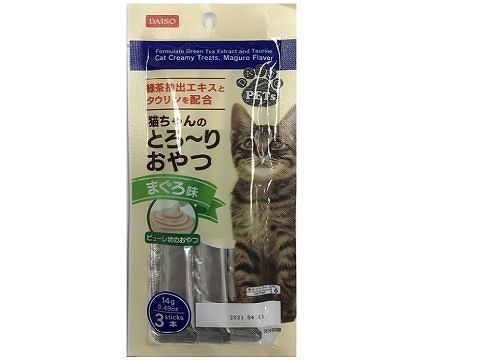 DAISO
Formulate Green Tea Extract and Taurine
Cat Creamy Treats, Maguro Flavor
PETs
緑茶抽出エキスと
タウリンを配合
猫ちゃんの
とろ〜り
おやつ
まぐろ味
ピューレ状のおやつ
14g
0.49oz
3 sticks
本
2021.04.11